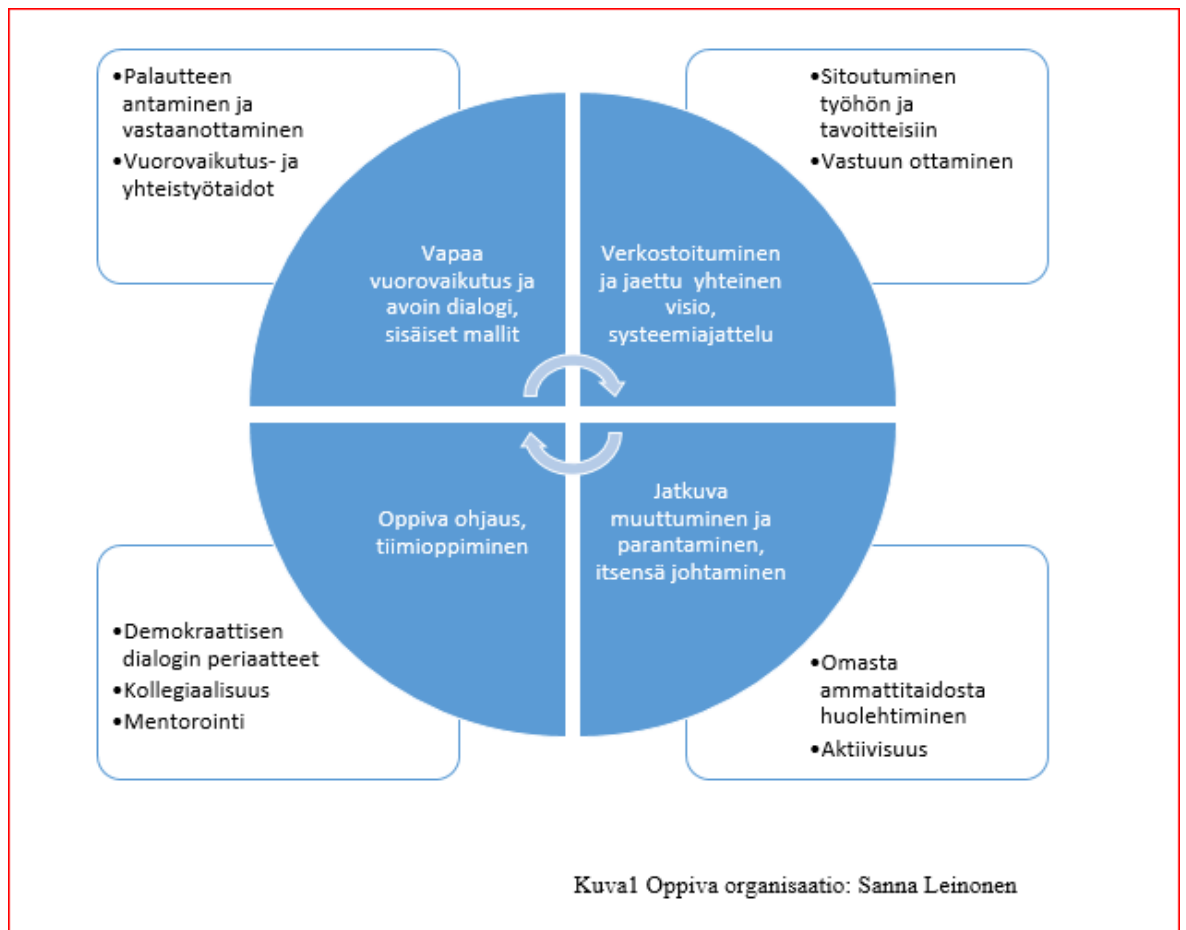 •Palautteen
antaminen ja
vastaanottaminen
•Vuorovaikutus- ja
yhteistyötaidot
•Sitoutuminen
työhön ja
tavoitteisiin
•Vastuun ottaminen
Vapaa
vuorovaikutus ja
avoin dialogi,
sisäiset mallit
Verkostoituminen
ja jaettu yhteinen
visio,
systeemiajattelu
Oppiva ohjaus,
tiimioppiminen
Jatkuva
muuttuminen ja
parantaminen,
itsensä johtaminen
•Demokraattisen
dialogin periaatteet
•Kollegiaalisuus
•Mentorointi
•Omasta
ammattitaidosta
huolehtiminen
•Aktiivisuus
Kuva1 Oppiva organisaatio: Sanna Leinonen